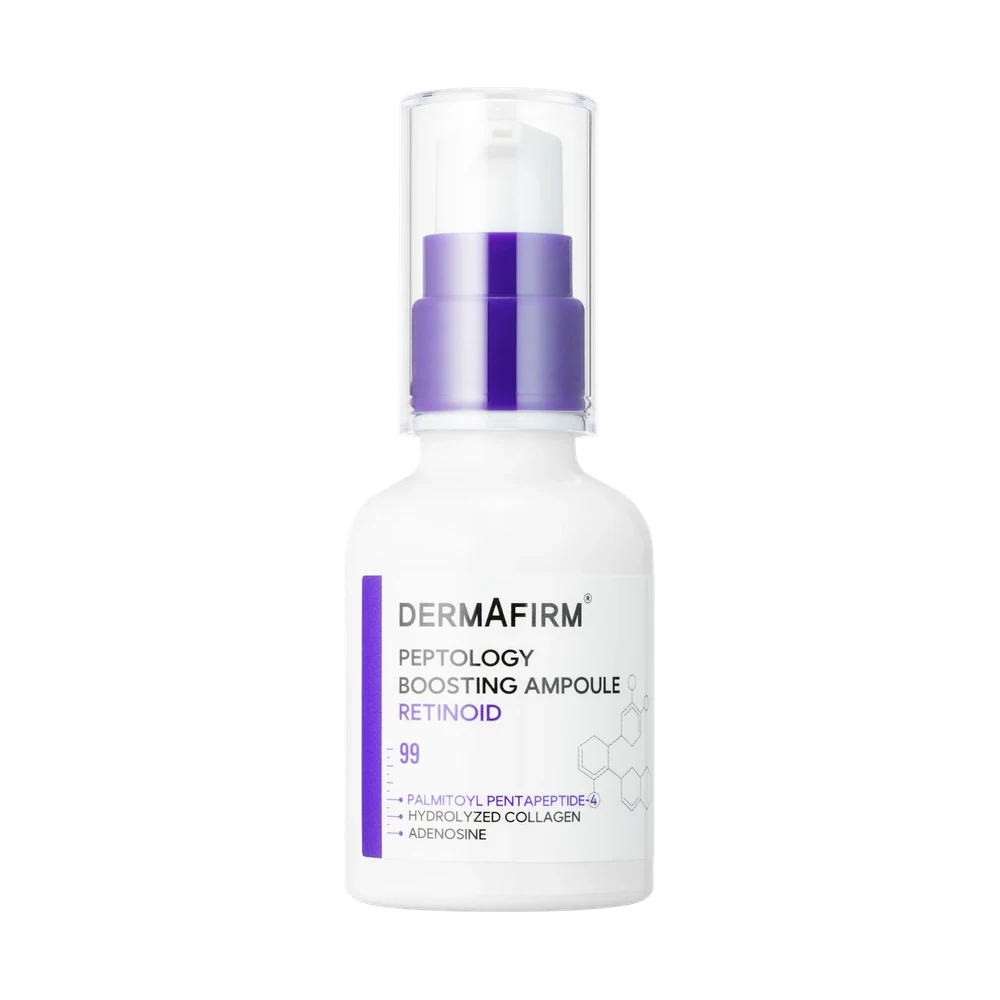 DERMAFIRM®
PEPTOLOGY
BOOSTING AMPOULE
RETINOID
99
• PALMITOYL PENTAPEPTIDE-4
• HYDROLYZED COLLAGEN
• ADENOSINE